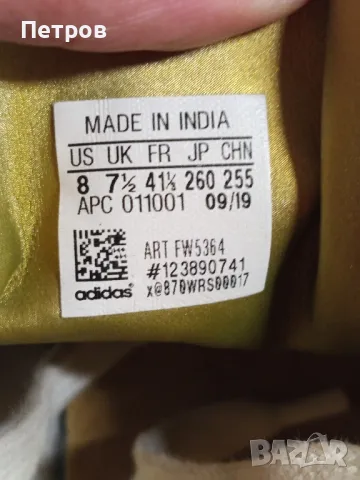 Петров
MADE IN INDIA
US UK FR JP CHN
8 7½ 41⅓ 260 255
APC 011001 09/19
ART FW5364
#123890741
adidas
x@870WRS00017
BAZAR